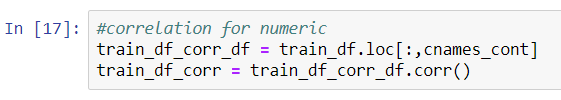 In [17]: #correlation for numeric
train_df_corr_df = train_df.loc[:,cnames_cont]
train_df_corr = train_df_corr_df.corr()